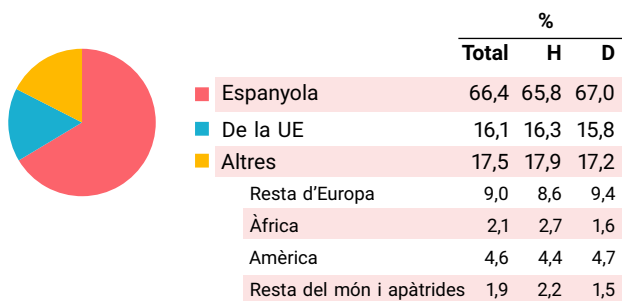 %
Total H D
Espanyola 66,4 65,8 67,0
De la UE 16,1 16,3 15,8
Altres 17,5 17,9 17,2
Resta d’Europa 9,0 8,6 9,4
Àfrica 2,1 2,7 1,6
Amèrica 4,6 4,4 4,7
Resta del món i apàtrides 1,9 2,2 1,5